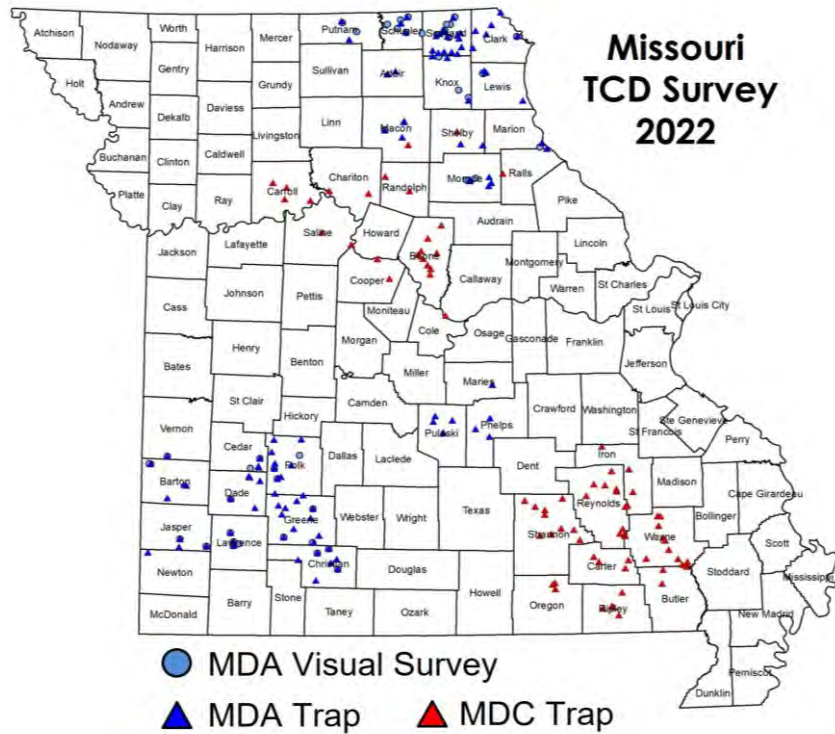 Missouri
TCD Survey
2022
Atchison
Nodaway
Worth
Harrison
Mercer
Putnam
Schuyler
Scotland
Clark
Gentry
Sullivan
Adair
Knox
Lewis
Holt
Andrew
Dekalb
Daviess
Grundy
Linn
Macon
Shelby
Marion
Buchanan
Clinton
Caldwell
Livingston
Chariton
Randolph
Monroe
Ralls
Platte
Clay
Ray
Carroll
Pike
Audrain
Howard
Saline
Boone
Lincoln
Jackson
Lafayette
Cooper
Callaway
Montgomery
Warren
St Charles
St Louis
St Louis City
Cass
Johnson
Pettis
Moniteau
Cole
Osage
Gasconade
Franklin
Jefferson
Bates
Henry
Benton
Morgan
Miller
Maries
St Clair
Camden
Crawford
Washington
Ste Genevieve
St Francois
Perry
Vernon
Cedar
Hickory
Polk
Dallas
Laclede
Pulaski
Phelps
Dent
Iron
Madison
Cape Girardeau
Bollinger
Barton
Dade
Greene
Webster
Wright
Texas
Reynolds
Shannon
Wayne
Scott
Jasper
Lawrence
Christian
Douglas
Howell
Carter
Stoddard
Mississippi
Newton
Barry
Stone
Taney
Ozark
Oregon
Ripley
Butler
New Madrid
McDonald
Pemiscot
Dunklin
MDA Visual Survey
MDA Trap
MDC Trap